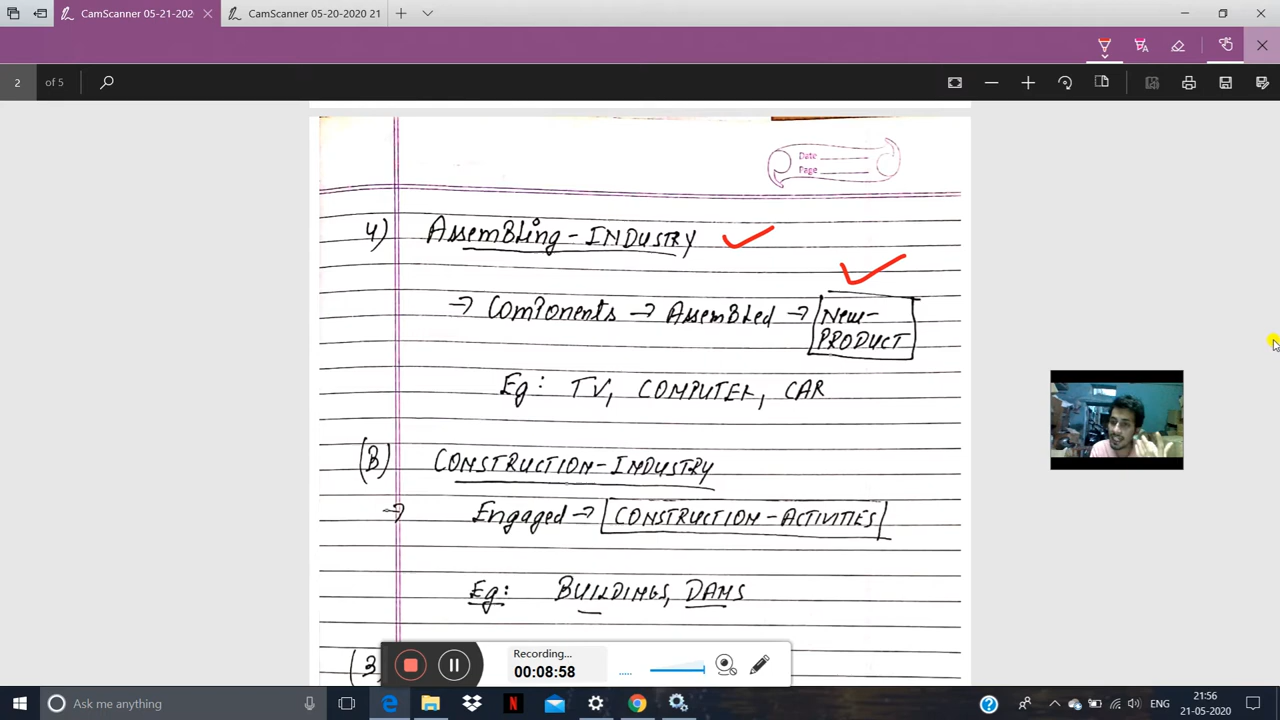 CamScanner 05-21-2020
CamScanner 05-20-2020 21
2 of 5
Date
Page
4) AssemBling - INDUSTRY
→ ComPonents → AssemBled → New-
PRODUCT
Eg: TV, COMPUTER, CAR
(B) CONSTRUCTION - INDUSTRY
→ Engaged → CONSTRUCTION - ACTIVITIES
Eg: BUILDINGS, DAMS
(3
Recording...
00:08:58
Ask me anything
21:56
21-05-2020